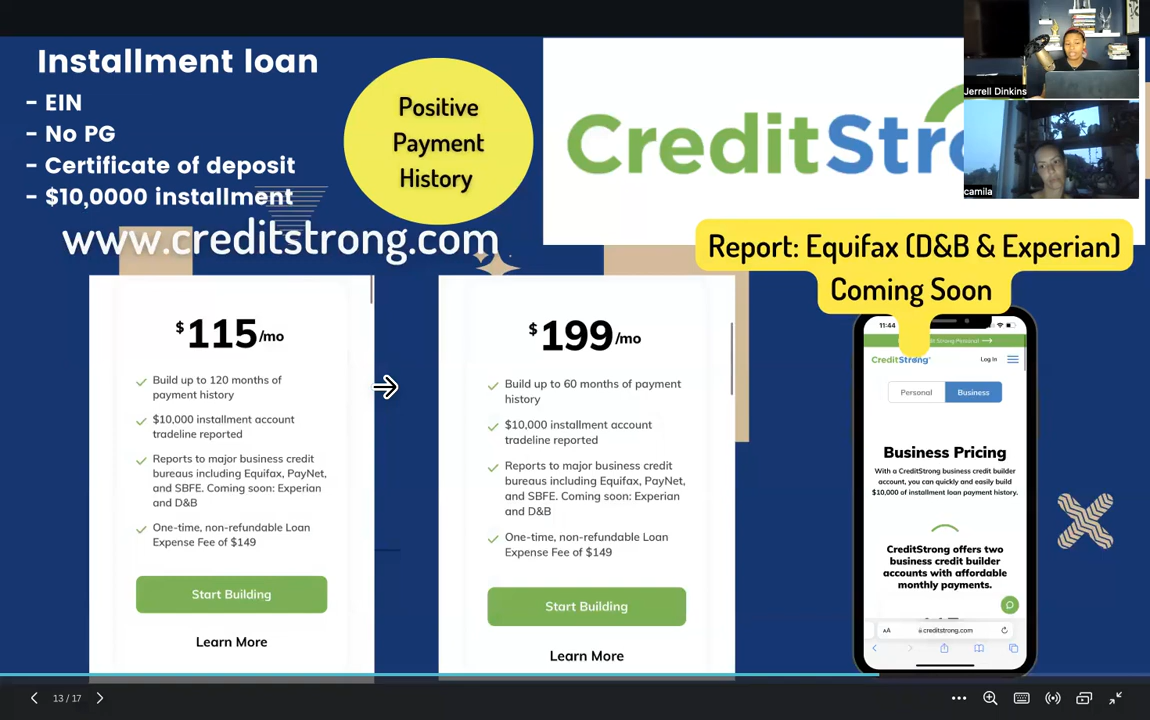 Installment loan
- EIN
- No PG
- Certificate of deposit
- $10,0000 installment
www.creditstrong.com
Positive
Payment
History
Jerrell Dinkins
camila
Report: Equifax (D&B & Experian)
Coming Soon
$115/mo
Build up to 120 months of
payment history
$10,000 installment account
tradeline reported
Reports to major business credit
bureaus including Equifax, PayNet,
and SBFE. Coming soon: Experian
and D&B
One-time, non-refundable Loan
Expense Fee of $149
Start Building
Learn More
$199/mo
Build up to 60 months of payment
history
$10,000 installment account
tradeline reported
Reports to major business credit
bureaus including Equifax, PayNet,
and SBFE. Coming soon: Experian
and D&B
One-time, non-refundable Loan
Expense Fee of $149
Start Building
Learn More
11:44
Strong Personal
CreditStrong
Log In
Personal Business
Business Pricing
With a CreditStrong business credit builder
account, you can quickly and easily build
$10,000 of installment loan payment history.
CreditStrong offers two
business credit builder
accounts with affordable
monthly payments.
AA creditstrong.com
13 / 17